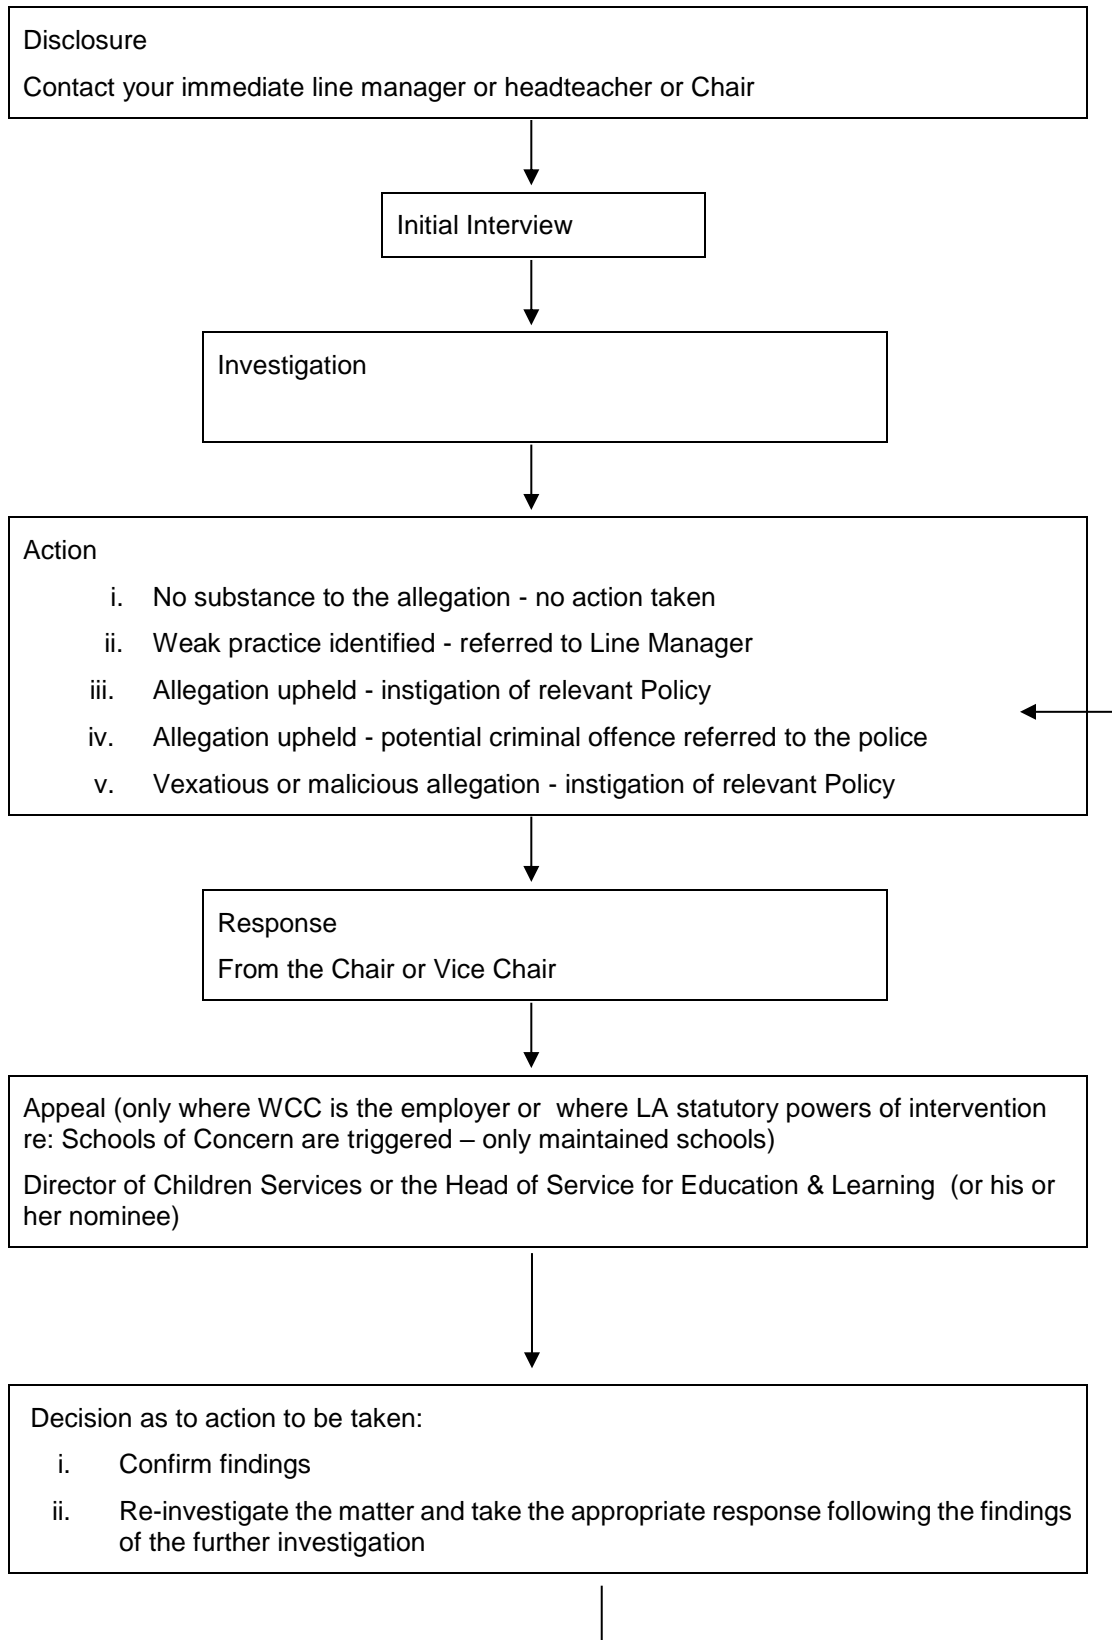 Disclosure
Contact your immediate line manager or headteacher or Chair
Initial Interview
Investigation
Action
i. No substance to the allegation - no action taken
ii. Weak practice identified - referred to Line Manager
iii. Allegation upheld - instigation of relevant Policy
iv. Allegation upheld - potential criminal offence referred to the police
v. Vexatious or malicious allegation - instigation of relevant Policy
Response
From the Chair or Vice Chair
Appeal (only where WCC is the employer or where LA statutory powers of intervention
re: Schools of Concern are triggered – only maintained schools)
Director of Children Services or the Head of Service for Education & Learning (or his or
her nominee)
Decision as to action to be taken:
i. Confirm findings
ii. Re-investigate the matter and take the appropriate response following the findings
of the further investigation